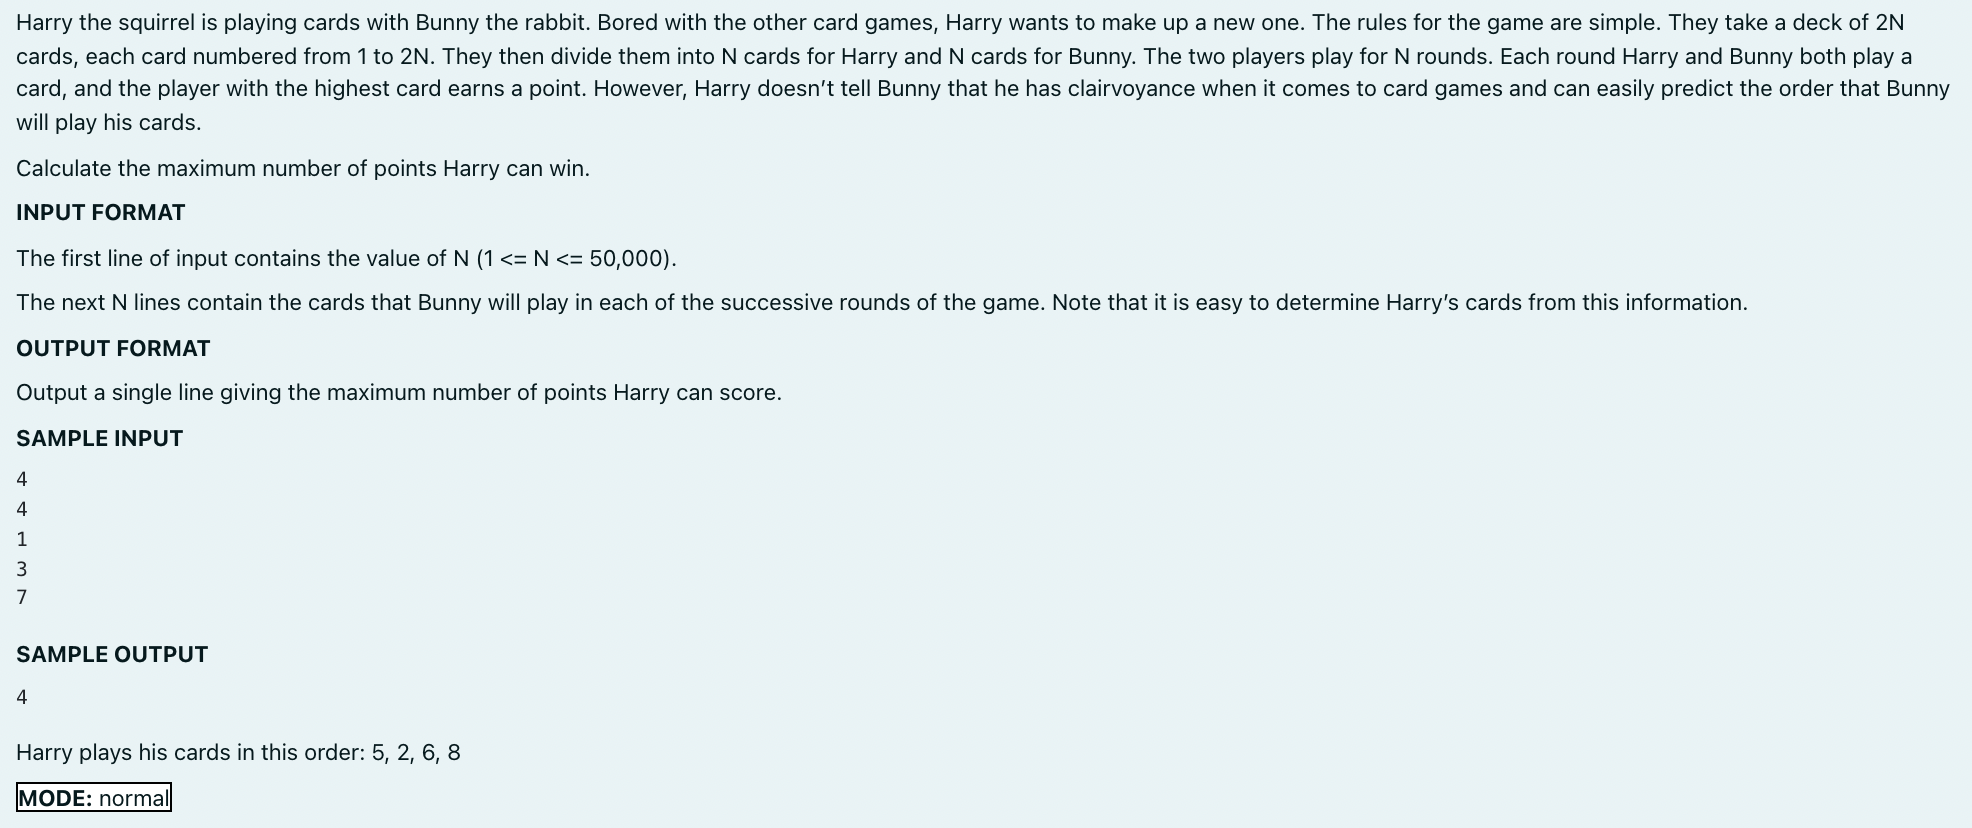 Harry the squirrel is playing cards with Bunny the rabbit. Bored with the other card games, Harry wants to make up a new one. The rules for the game are simple. They take a deck of 2N
cards, each card numbered from 1 to 2N. They then divide them into N cards for Harry and N cards for Bunny. The two players play for N rounds. Each round Harry and Bunny both play a
card, and the player with the highest card earns a point. However, Harry doesn’t tell Bunny that he has clairvoyance when it comes to card games and can easily predict the order that Bunny
will play his cards.
Calculate the maximum number of points Harry can win.
INPUT FORMAT
The first line of input contains the value of N (1 <= N <= 50,000).
The next N lines contain the cards that Bunny will play in each of the successive rounds of the game. Note that it is easy to determine Harry’s cards from this information.
OUTPUT FORMAT
Output a single line giving the maximum number of points Harry can score.
SAMPLE INPUT
4
4
1
3
7
SAMPLE OUTPUT
4
Harry plays his cards in this order: 5, 2, 6, 8
MODE: normal